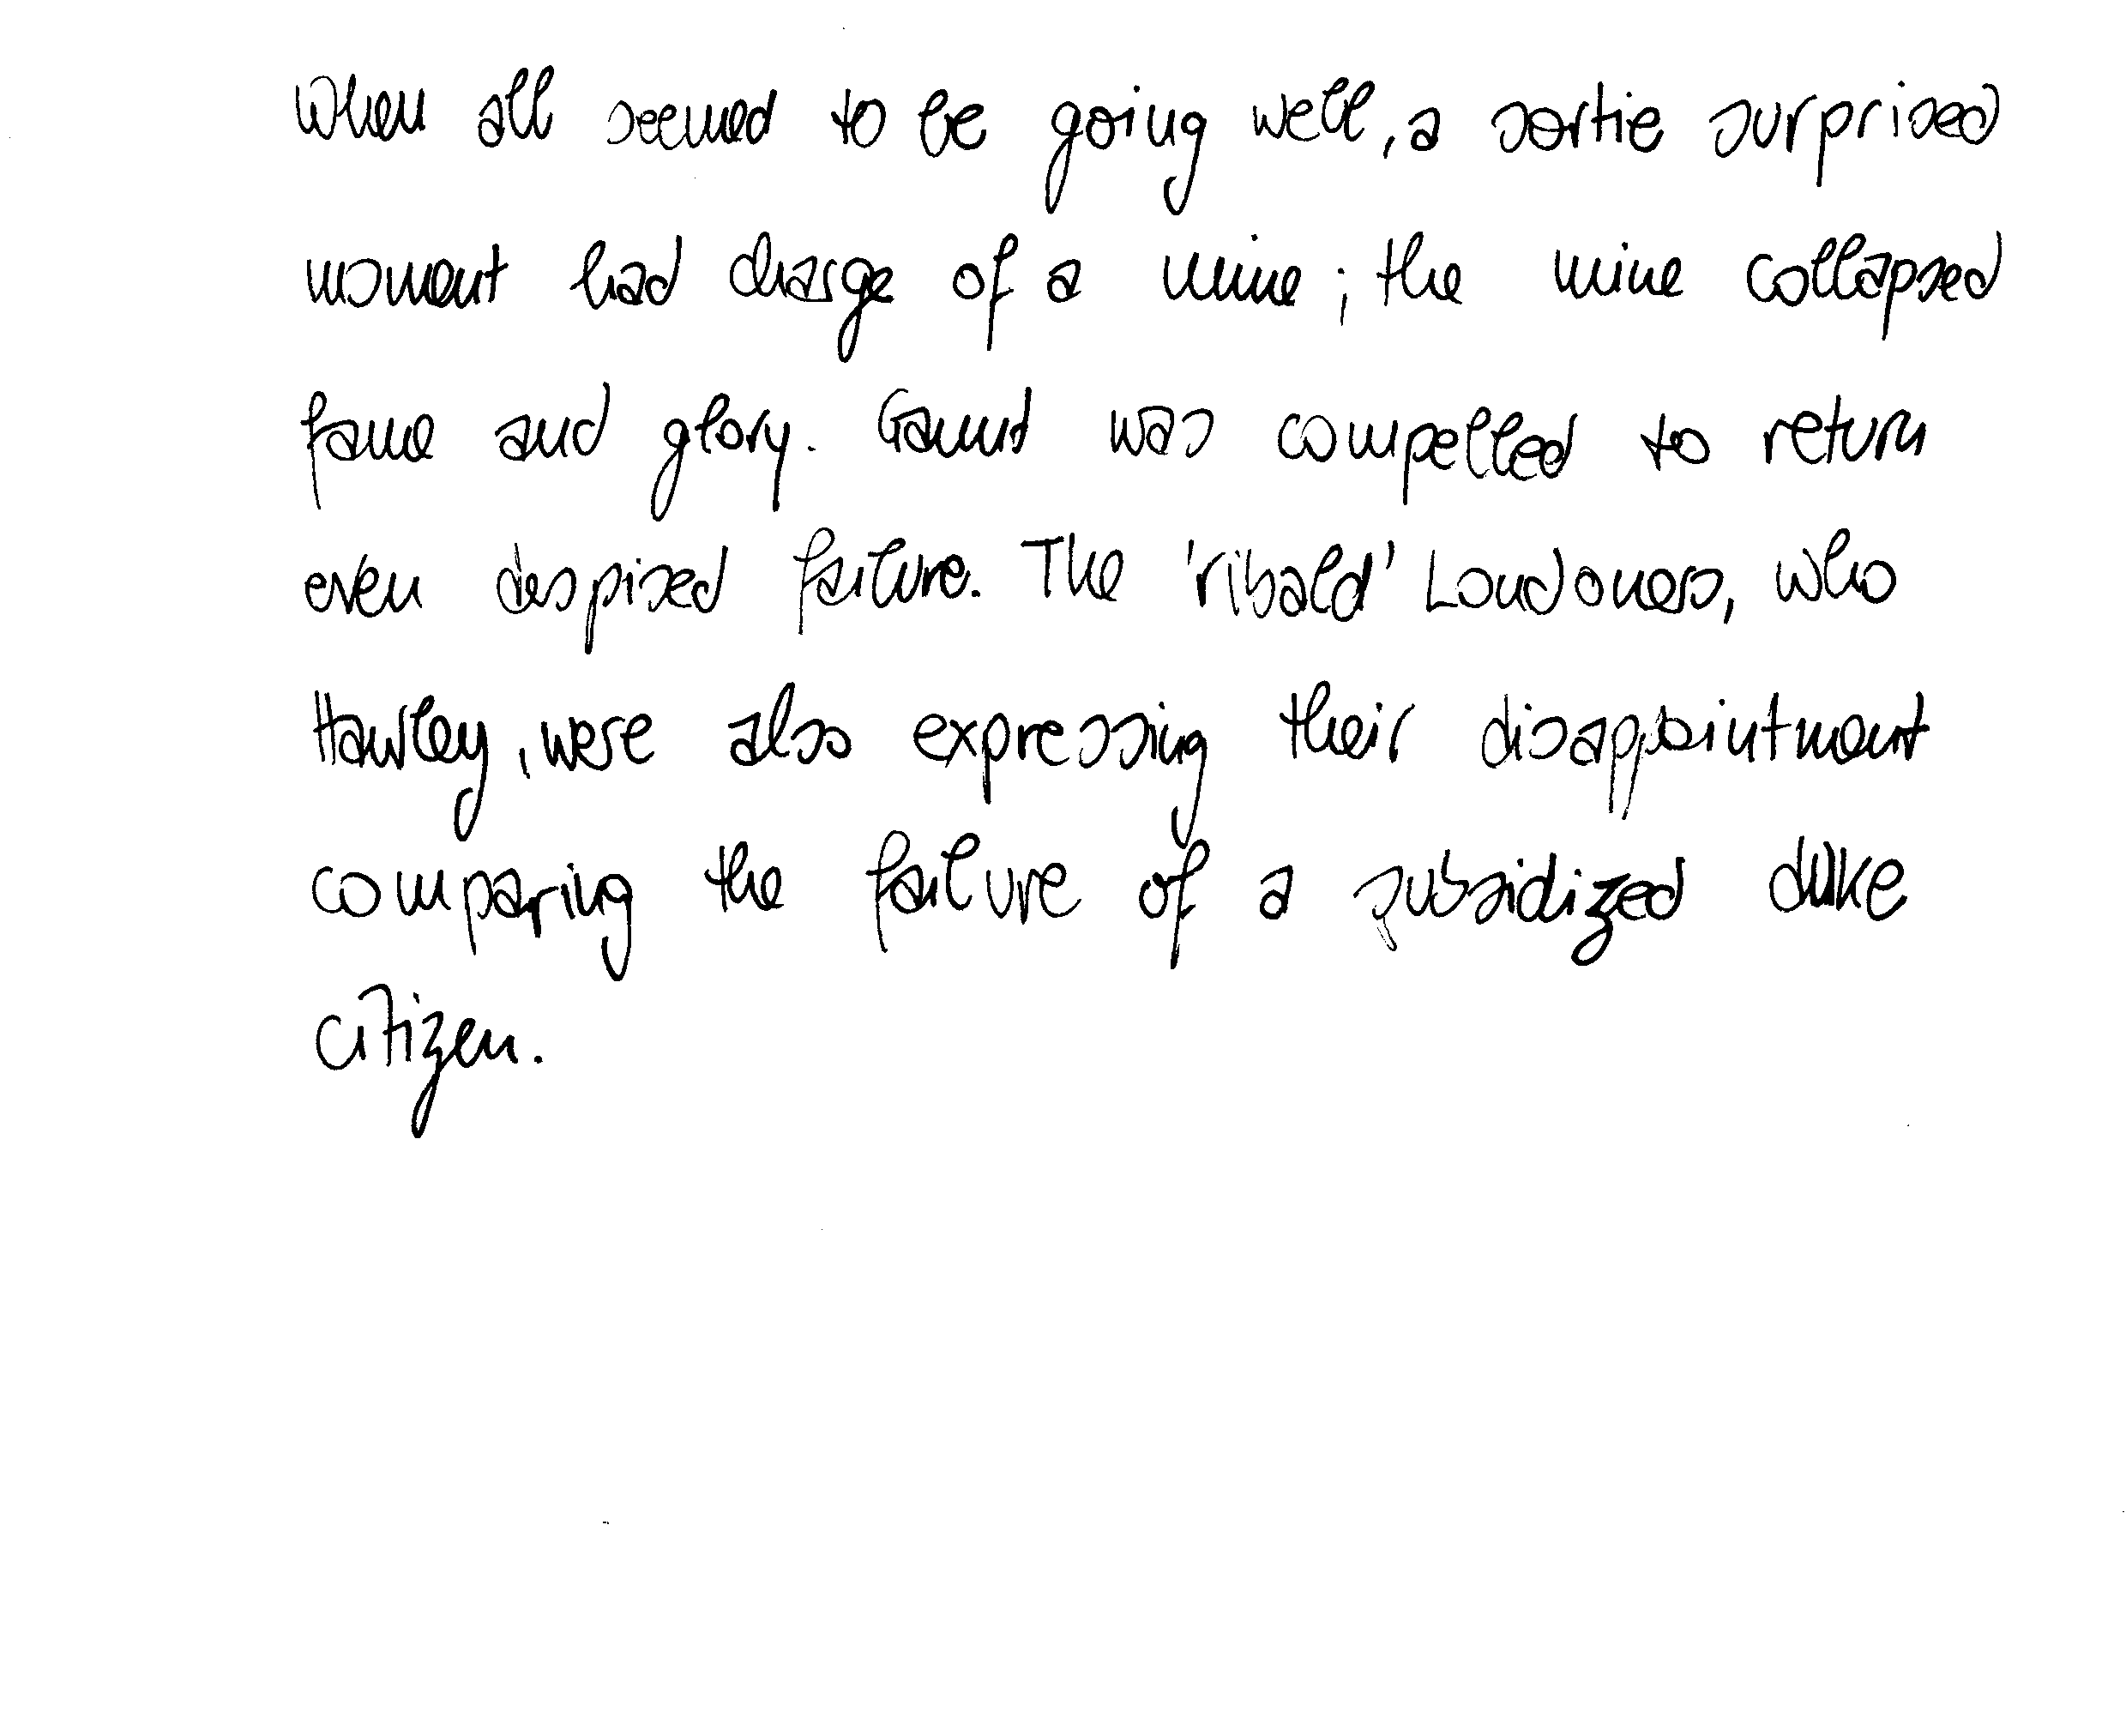 When all seemed to be going well, a sortie surprised
moment had charge of a mine; the mine collapsed
fame and glory. Gaunt was compelled to return
even despised failure. The 'ribald' Londoners, who
Hawley, were also expressing their disappointment
comparing the failure of a subsidized duke
citizen.